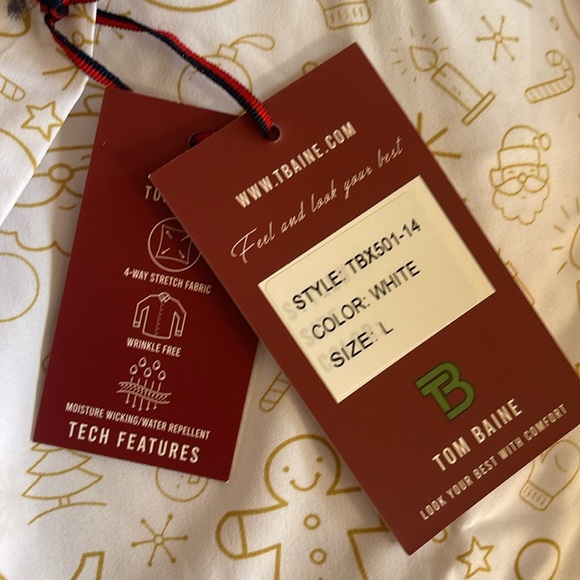 WWW.TBAINE.COM
Feel and look your best
STYLE: TBX501-14
COLOR: WHITE
SIZE: L
TB
TOM BAINE
LOOK YOUR BEST WITH COMFORT
4-WAY STRETCH FABRIC
WRINKLE FREE
MOISTURE WICKING/WATER REPELLENT
TECH FEATURES